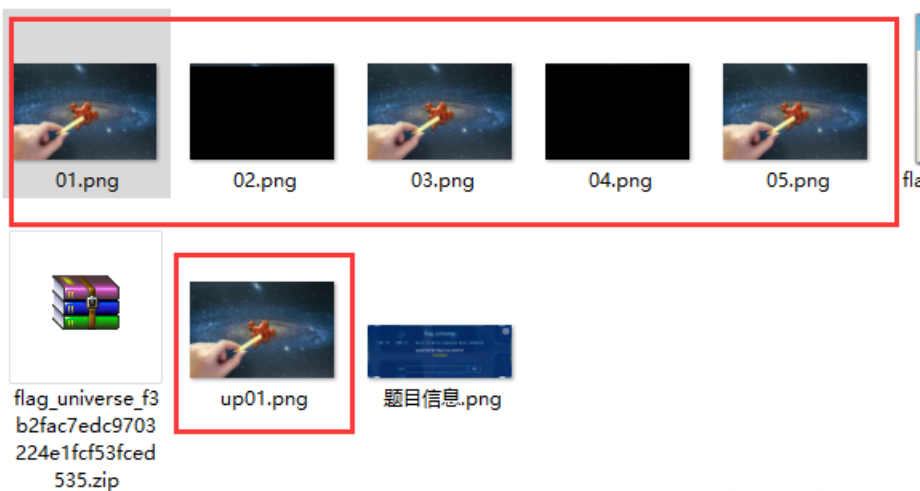 01.png
02.png
03.png
04.png
05.png
flag_universe_f3
b2fac7edc9703
224e1fcf53fced
535.zip
up01.png
题目信息.png